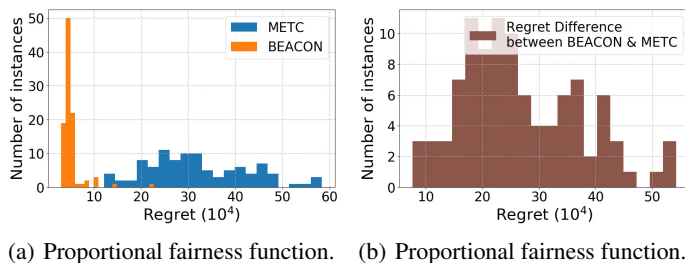 50
40
30
20
10
0
Number of instances
METC
BEACON
10 20 30 40 50 60
Regret (10⁴)
(a) Proportional fairness function.
10
8
6
4
2
0
Number of instances
Regret Difference
between BEACON & METC
10 20 30 40 50
Regret (10⁴)
(b) Proportional fairness function.